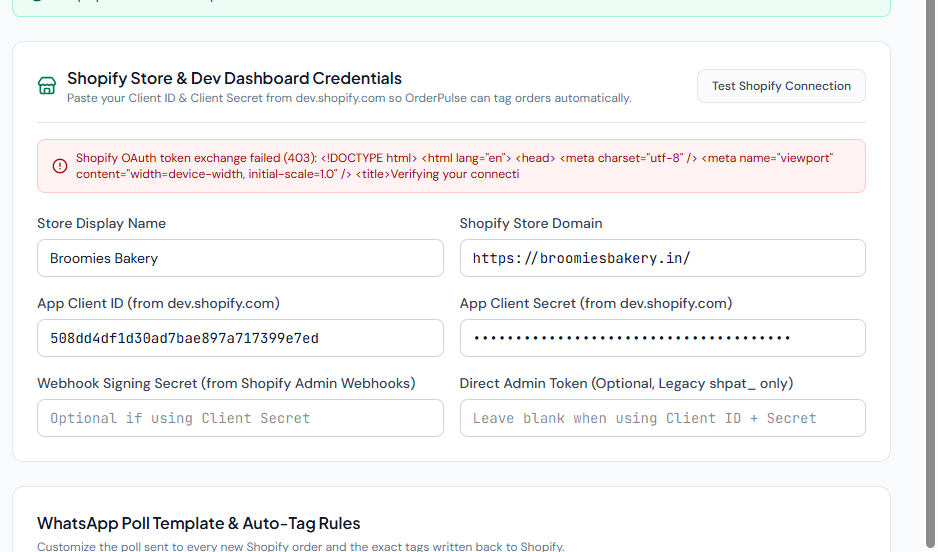 Shopify Store & Dev Dashboard Credentials
Paste your Client ID & Client Secret from dev.shopify.com so OrderPulse can tag orders automatically.
Test Shopify Connection
Shopify OAuth token exchange failed (403): <!DOCTYPE html> <html lang="en"> <head> <meta charset="utf-8" /> <meta name="viewport"
content="width=device-width, initial-scale=1.0" /> <title>Verifying your connecti
Store Display Name
Shopify Store Domain
Broomies Bakery
https://broomiesbakery.in/
App Client ID (from dev.shopify.com)
App Client Secret (from dev.shopify.com)
508dd4df1d30ad7bae897a717399e7ed
••••••••••••••••••••••••••••••••••••••
Webhook Signing Secret (from Shopify Admin Webhooks)
Direct Admin Token (Optional, Legacy shpat_ only)
Optional if using Client Secret
Leave blank when using Client ID + Secret
WhatsApp Poll Template & Auto-Tag Rules
Customize the poll sent to every new Shopify order and the exact tags written back to Shopify.